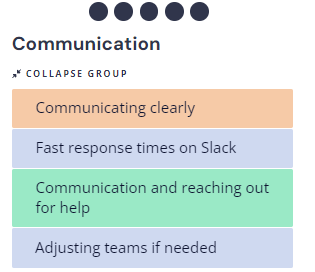 Communication
COLLAPSE GROUP
Communicating clearly
Fast response times on Slack
Communication and reaching out
for help
Adjusting teams if needed